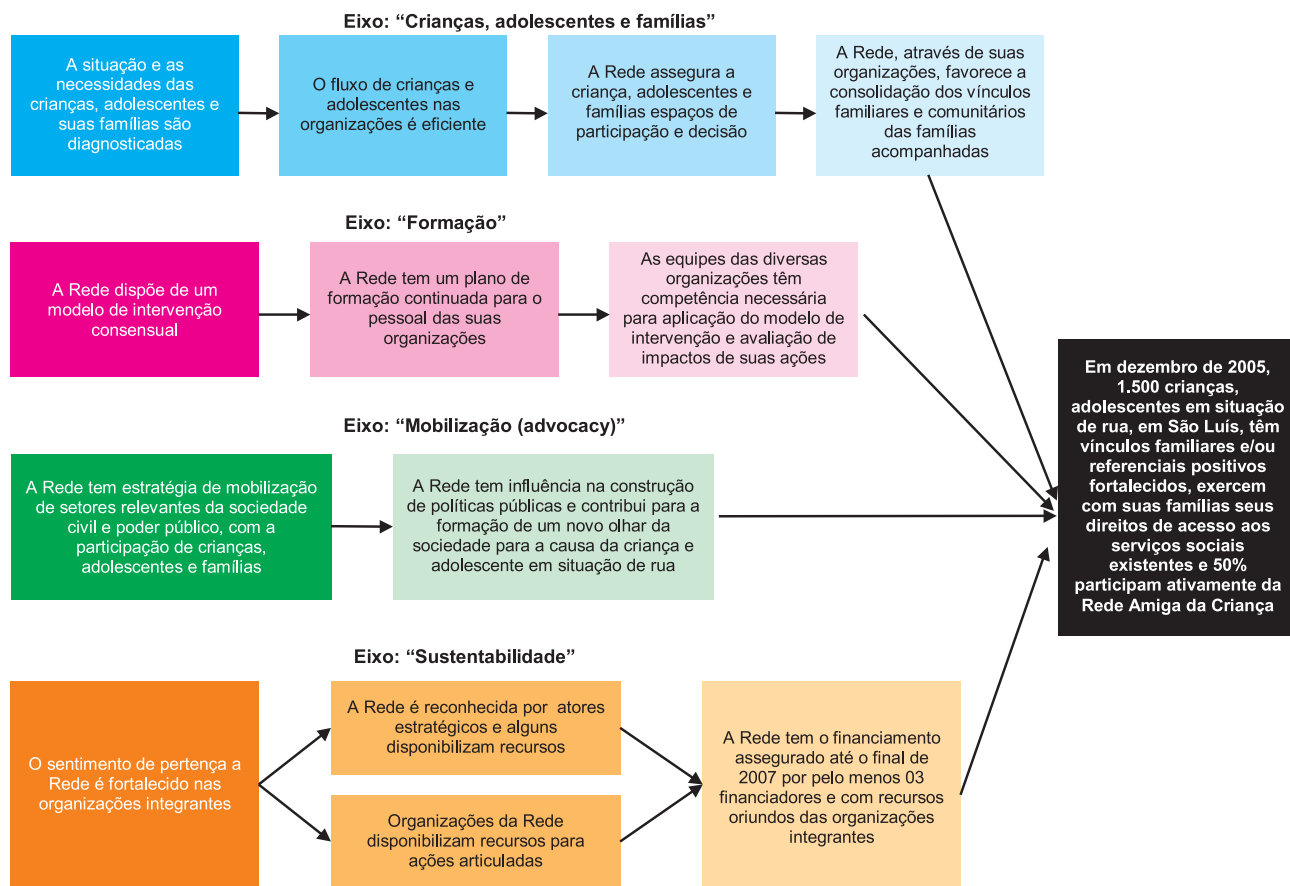 Eixo: “Crianças, adolescentes e famílias”
A situação e as
necessidades das
crianças, adolescentes e
suas famílias são
diagnosticadas
O fluxo de crianças e
adolescentes nas
organizações é eficiente
A Rede assegura a
criança, adolescentes e
famílias espaços de
participação e decisão
A Rede, através de suas
organizações, favorece a
consolidação dos vínculos
familiares e comunitários
das famílias
acompanhadas
Eixo: “Formação”
A Rede dispõe de um
modelo de intervenção
consensual
A Rede tem um plano de
formação continuada para o
pessoal das suas
organizações
As equipes das diversas
organizações têm
competência necessária
para aplicação do modelo de
intervenção e avaliação de
impactos de suas ações
Eixo: “Mobilização (advocacy)”
A Rede tem estratégia de mobilização
de setores relevantes da sociedade
civil e poder público, com a
participação de crianças,
adolescentes e famílias
A Rede tem influência na construção
de políticas públicas e contribui para a
formação de um novo olhar da
sociedade para a causa da criança e
adolescente em situação de rua
Eixo: “Sustentabilidade”
O sentimento de pertença a
Rede é fortalecido nas
organizações integrantes
A Rede é reconhecida por atores
estratégicos e alguns
disponibilizam recursos
Organizações da Rede
disponibilizam recursos para
ações articuladas
A Rede tem o financiamento
assegurado até o final de
2007 por pelo menos 03
financiadores e com recursos
oriundos das organizações
integrantes
Em dezembro de 2005,
1.500 crianças,
adolescentes em situação
de rua, em São Luís, têm
vínculos familiares e/ou
referenciais positivos
fortalecidos, exercem
com suas famílias seus
direitos de acesso aos
serviços sociais
existentes e 50%
participam ativamente da
Rede Amiga da Criança